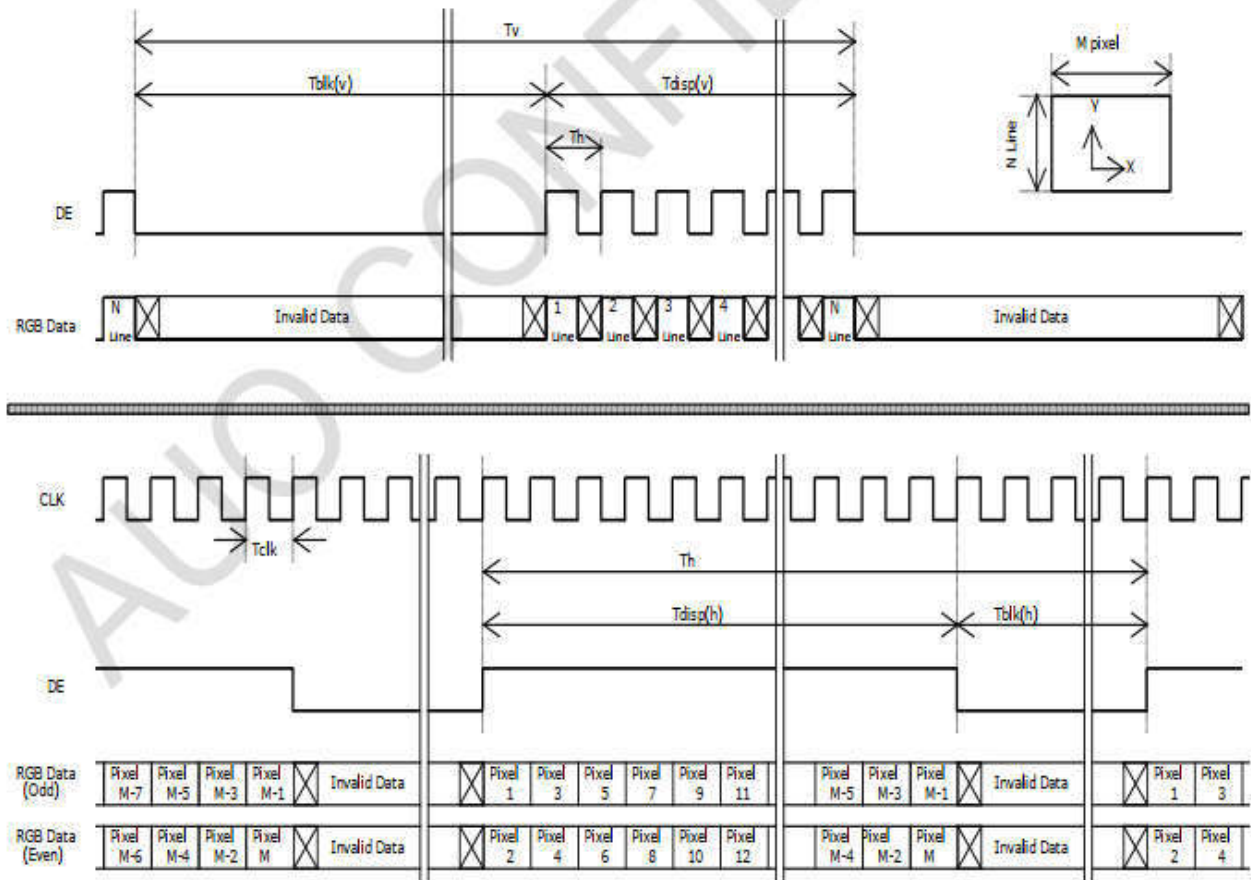 AUO CONFI
Tv
M pixel
Tblk(v)
Tdisp(v)
Th
N Line
Y
X
DE
RGB Data
N Line
Invalid Data
1 Line
2 Line
3 Line
4 Line
N Line
Invalid Data
CLK
Tclk
Th
Tdisp(h)
Tblk(h)
DE
RGB Data (Odd)
Pixel M-7 Pixel M-5 Pixel M-3 Pixel M-1 Invalid Data Pixel 1 Pixel 3 Pixel 5 Pixel 7 Pixel 9 Pixel 11 Pixel M-5 Pixel M-3 Pixel M-1 Invalid Data Pixel 1 Pixel 3
RGB Data (Even)
Pixel M-6 Pixel M-4 Pixel M-2 Pixel M Invalid Data Pixel 2 Pixel 4 Pixel 6 Pixel 8 Pixel 10 Pixel 12 Pixel M-4 Pixel M-2 Pixel M Invalid Data Pixel 2 Pixel 4